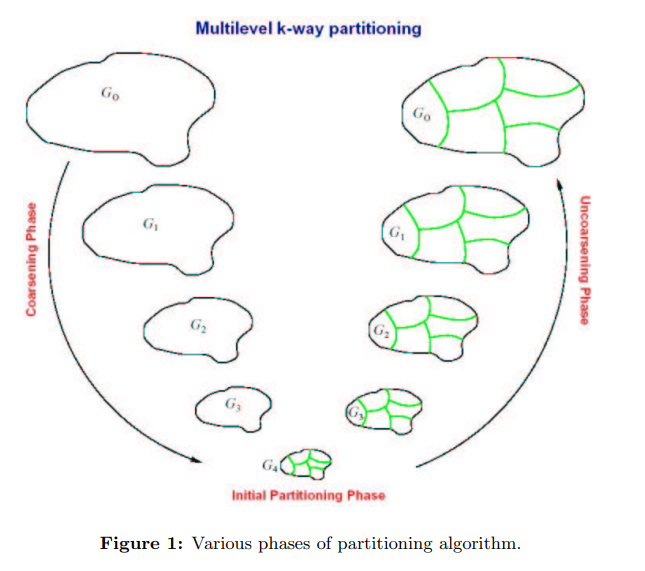 Multilevel k-way partitioning
G0
G0
Coarsening Phase
G1
G1
Uncoarsening Phase
G2
G2
G3
G3
G4
Initial Partitioning Phase
Figure 1: Various phases of partitioning algorithm.